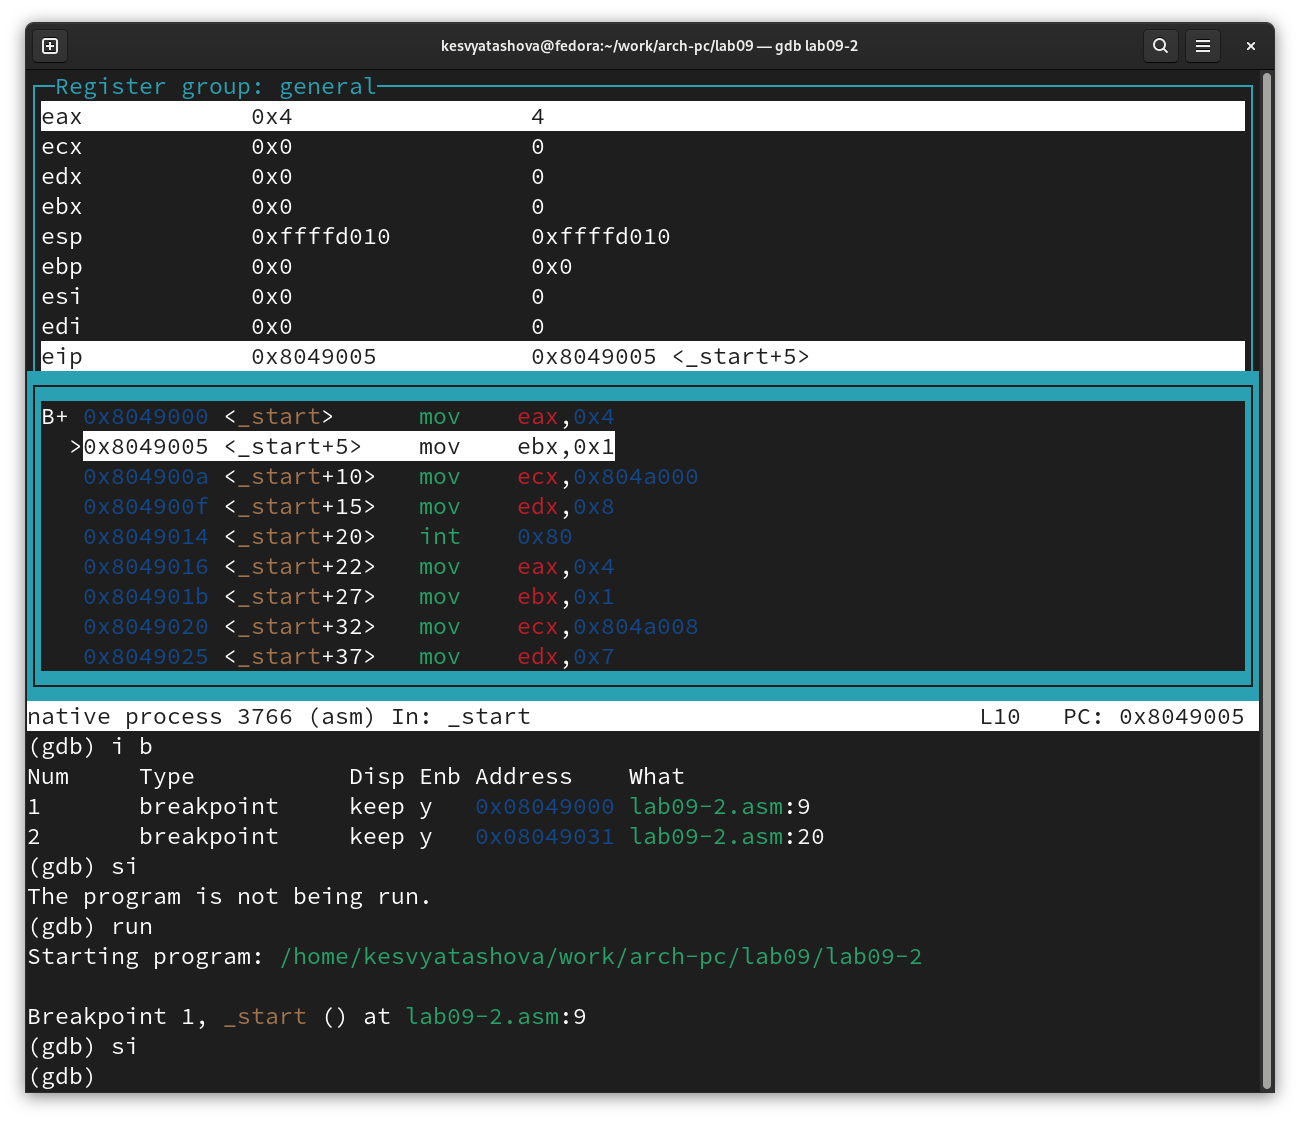 kesvyatashova@fedora:~/work/arch-pc/lab09 — gdb lab09-2
Register group: general
eax 0x4 4
ecx 0x0 0
edx 0x0 0
ebx 0x0 0
esp 0xffffd010 0xffffd010
ebp 0x0 0x0
esi 0x0 0
edi 0x0 0
eip 0x8049005 0x8049005 <_start+5>
B+ 0x8049000 <_start> mov eax,0x4
>0x8049005 <_start+5> mov ebx,0x1
0x804900a <_start+10> mov ecx,0x804a000
0x804900f <_start+15> mov edx,0x8
0x8049014 <_start+20> int 0x80
0x8049016 <_start+22> mov eax,0x4
0x804901b <_start+27> mov ebx,0x1
0x8049020 <_start+32> mov ecx,0x804a008
0x8049025 <_start+37> mov edx,0x7
native process 3766 (asm) In: _start L10 PC: 0x8049005
(gdb) i b
Num Type Disp Enb Address What
1 breakpoint keep y 0x08049000 lab09-2.asm:9
2 breakpoint keep y 0x08049031 lab09-2.asm:20
(gdb) si
The program is not being run.
(gdb) run
Starting program: /home/kesvyatashova/work/arch-pc/lab09/lab09-2
Breakpoint 1, _start () at lab09-2.asm:9
(gdb) si
(gdb)